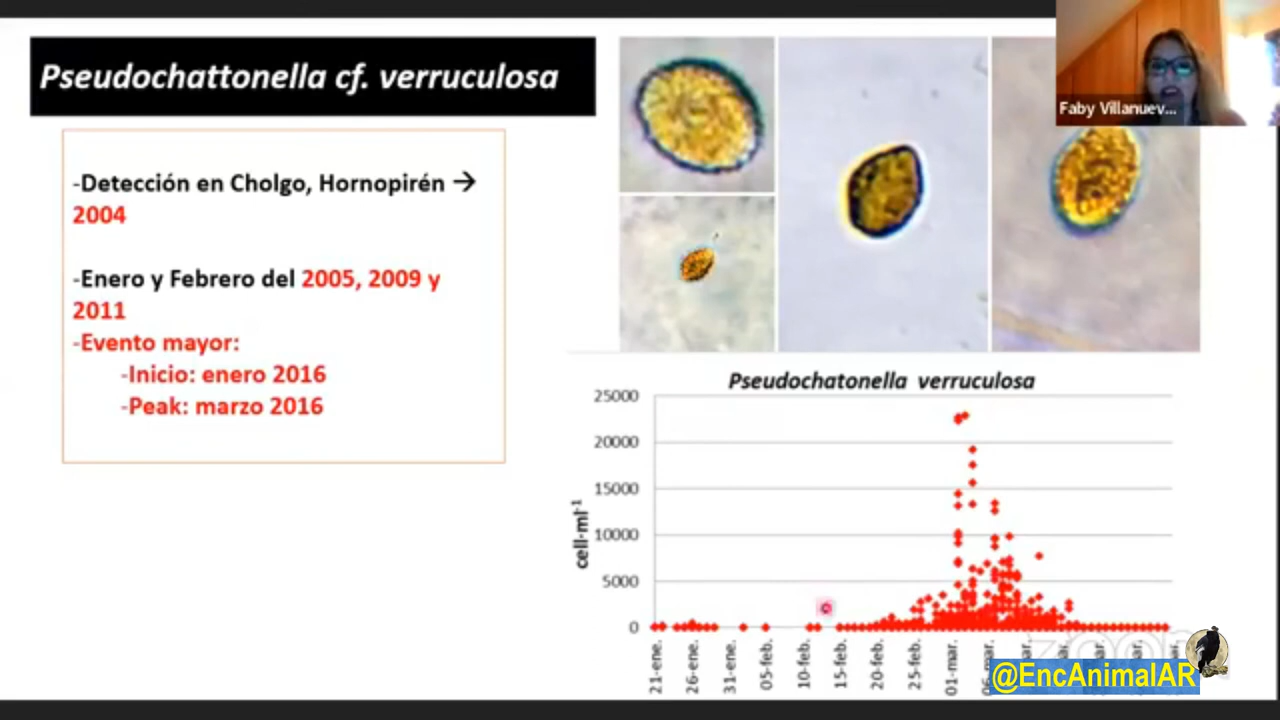 Pseudochattonella cf. verruculosa
Faby Villanuev...
-Detección en Cholgo, Hornopirén →
2004
-Enero y Febrero del 2005, 2009 y
2011
-Evento mayor:
-Inicio: enero 2016
-Peak: marzo 2016
Pseudochatonella verruculosa
cell·ml⁻¹
25000
20000
15000
10000
5000
0
21-ene.
26-ene.
31-ene.
05-feb.
10-feb.
15-feb.
20-feb.
25-feb.
01-mar.
zoom
@EncAnimalAR